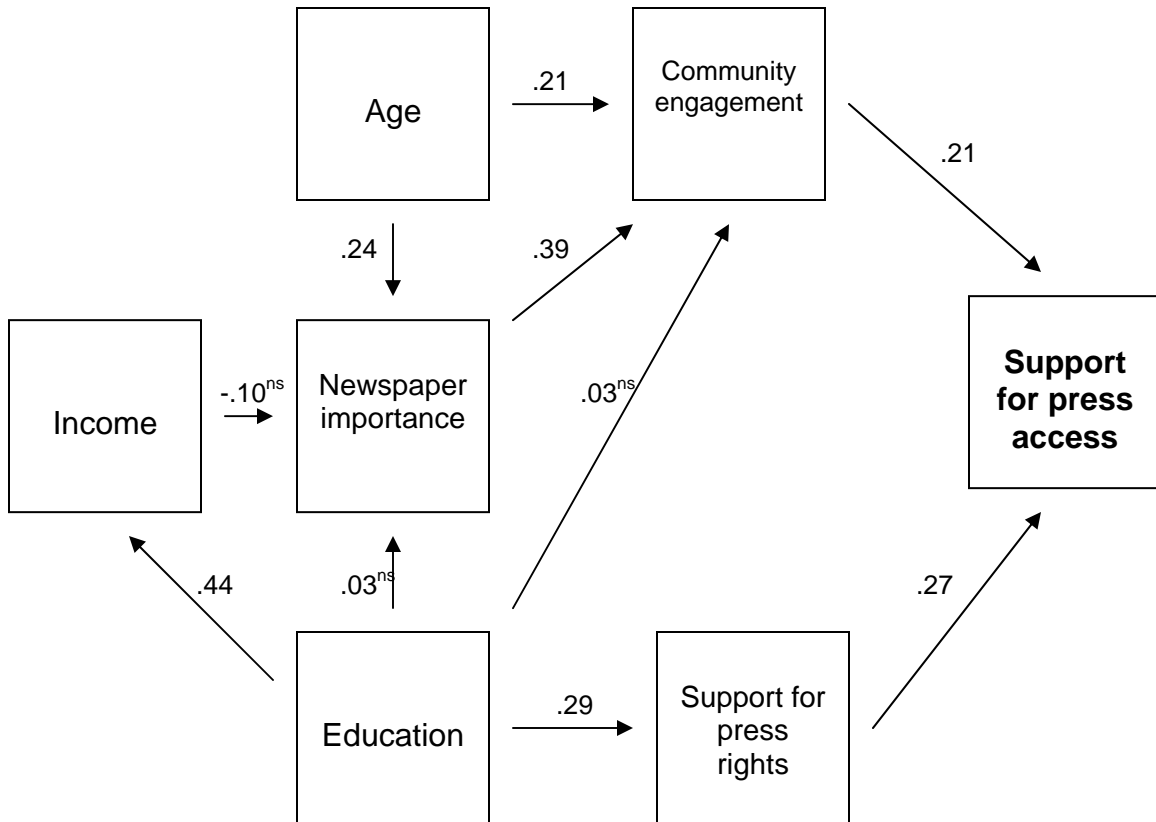 Age
.21
Community
engagement
.21
.24
.39
Income
-.10ns
Newspaper
importance
.03ns
Support
for press
access
.44
.03ns
.27
Education
.29
Support for
press
rights